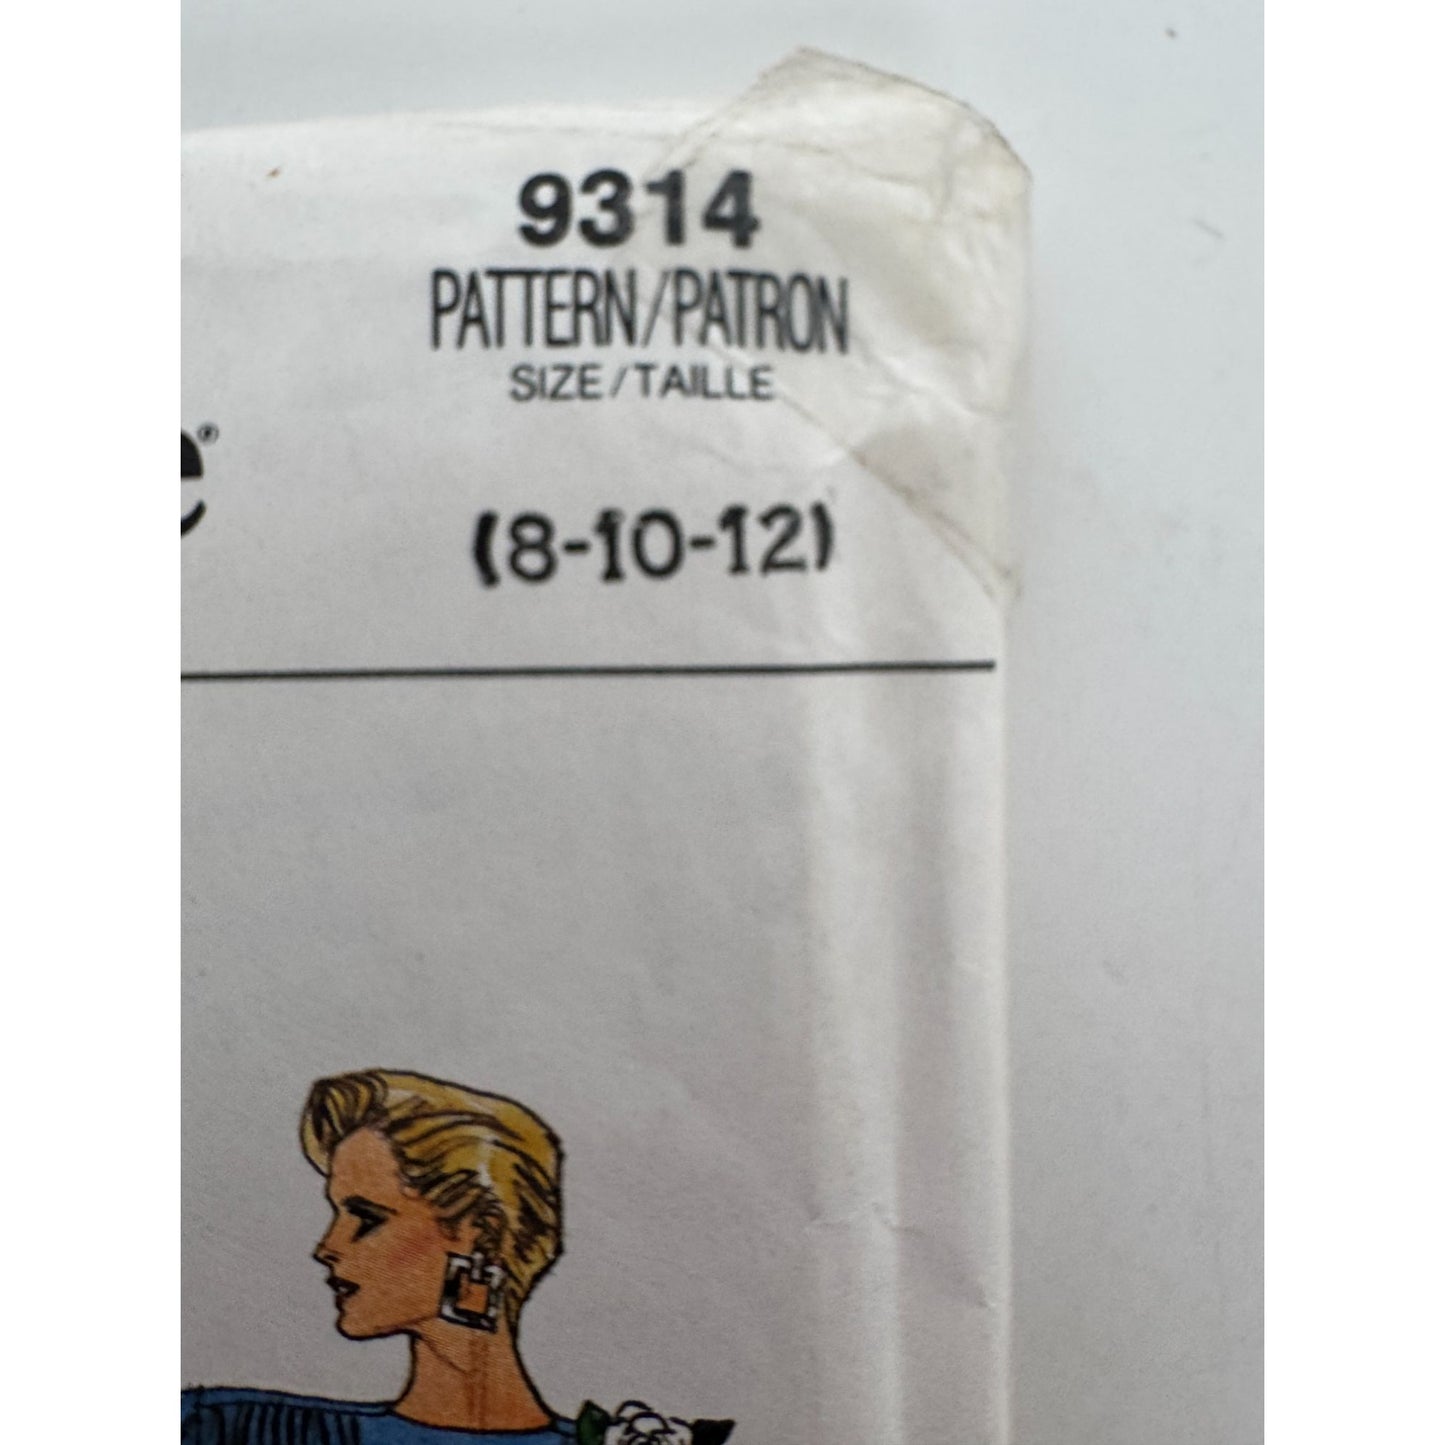 9314
PATTERN/PATRON
SIZE/TAILLE
e®
(8-10-12)